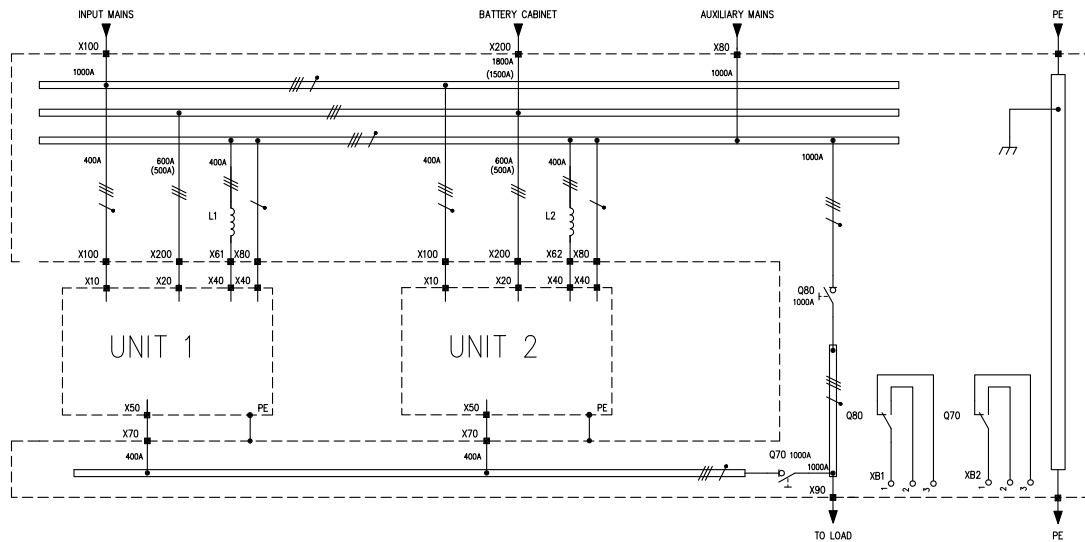 INPUT MAINS
BATTERY CABINET
AUXILIARY MAINS
PE
X100
X200
X80
1000A
1800A
(1500A)
1000A
400A
600A
(500A)
400A
400A
600A
(500A)
400A
1000A
L1
L2
X100
X200
X61
X80
X100
X200
X62
X80
X10
X20
X40
X40
X10
X20
X40
X40
Q80
1000A
UNIT 1
UNIT 2
X50
PE
X50
PE
Q80
Q70
X70
X70
400A
400A
Q70 1000A
1000A
XB1
1
2
3
XB2
1
2
3
X90
TO LOAD
PE